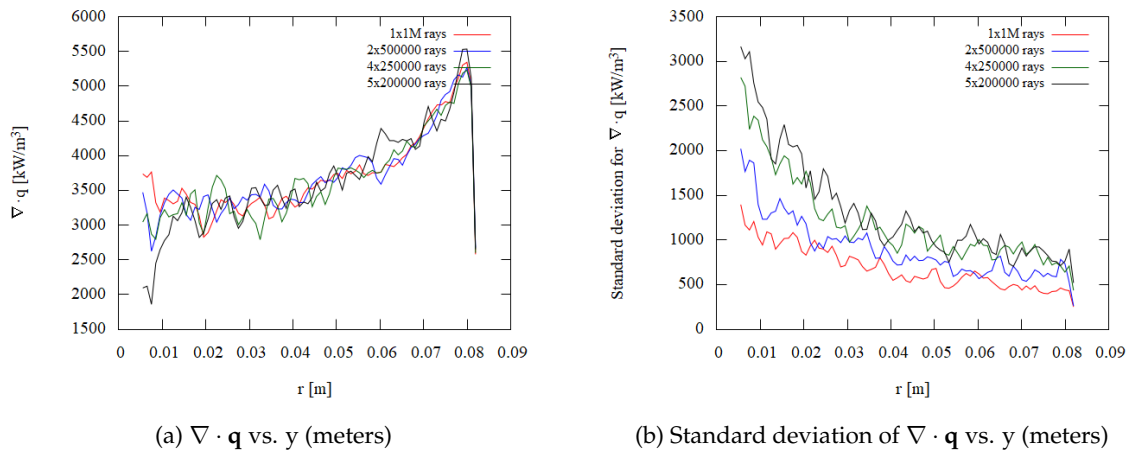 6000
5500
5000
4500
4000
3500
3000
2500
2000
1500
∇ · q [kW/m³]
1x1M rays
2x500000 rays
4x250000 rays
5x200000 rays
0 0.01 0.02 0.03 0.04 0.05 0.06 0.07 0.08 0.09
r [m]
(a) ∇ · q vs. y (meters)
3500
3000
2500
2000
1500
1000
500
0
Standard deviation for ∇ · q [kW/m³]
1x1M rays
2x500000 rays
4x250000 rays
5x200000 rays
0 0.01 0.02 0.03 0.04 0.05 0.06 0.07 0.08 0.09
r [m]
(b) Standard deviation of ∇ · q vs. y (meters)